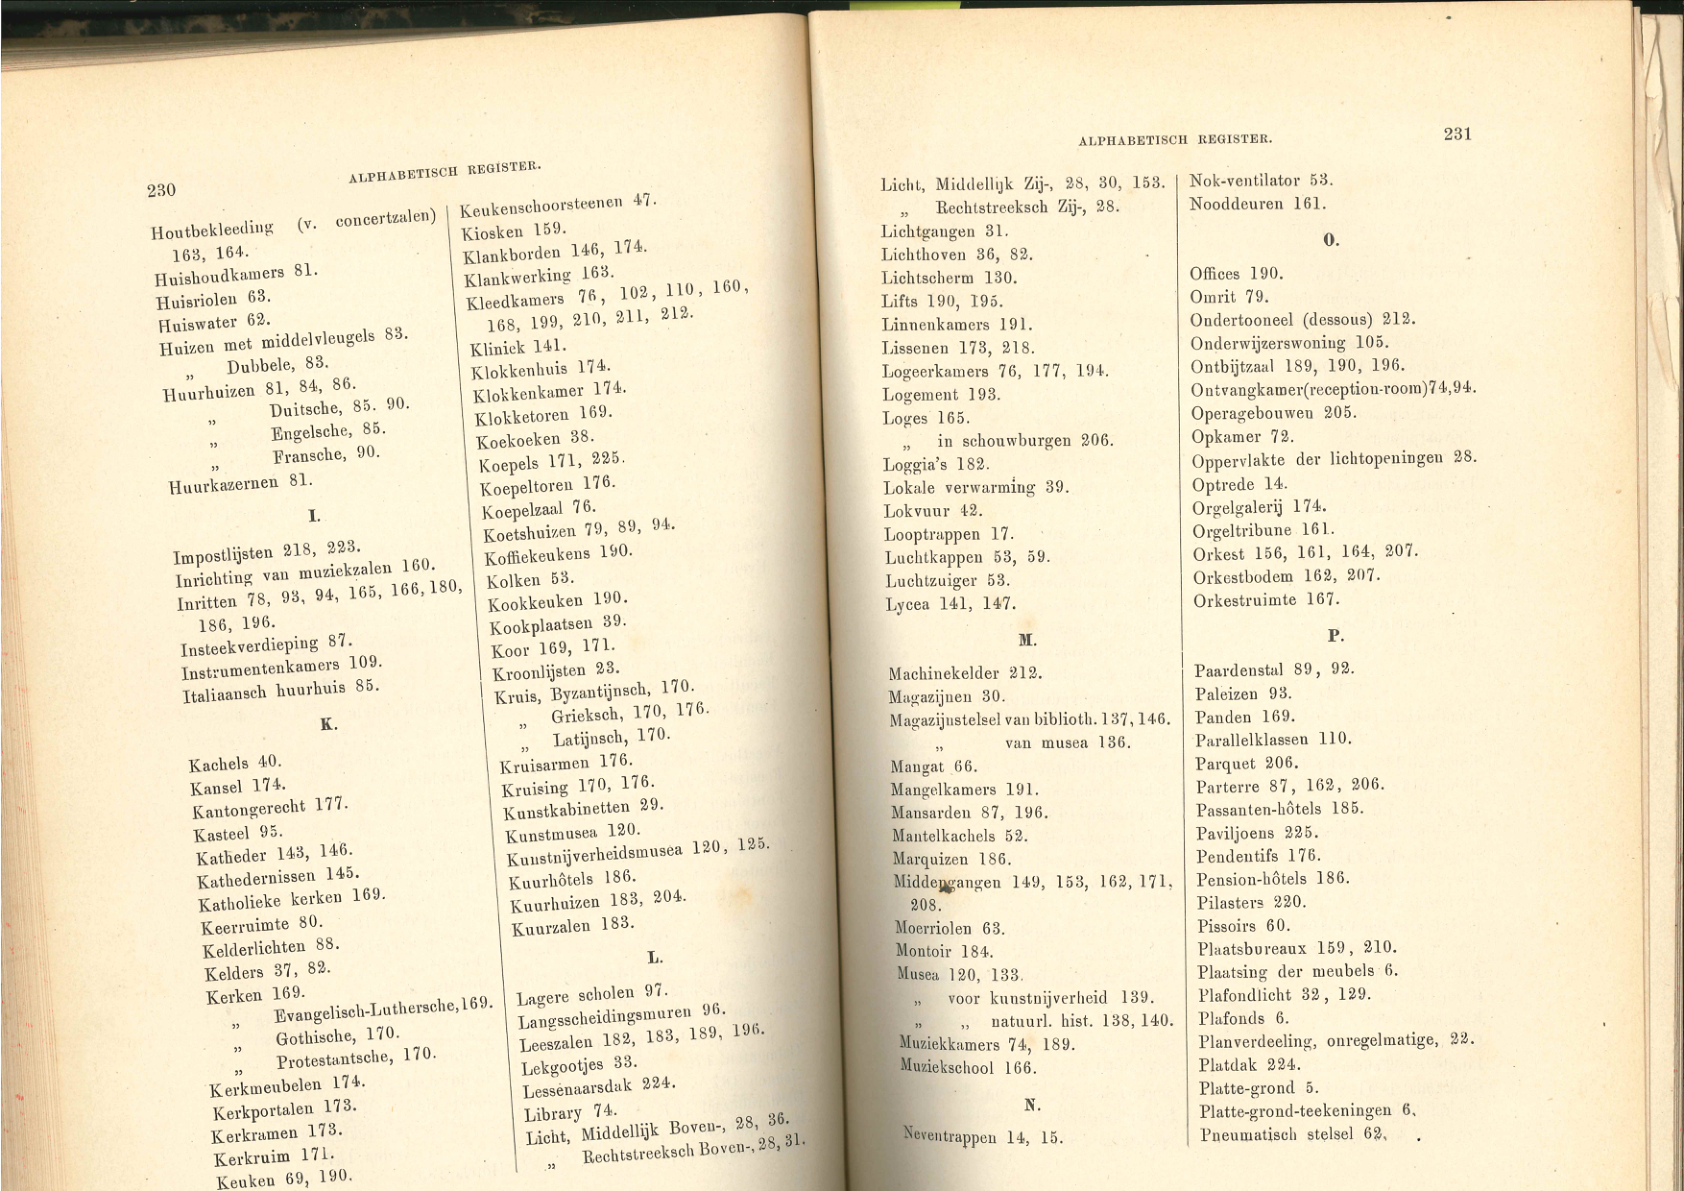 230
ALPHABETISCH REGISTER.
Houtbekleeding (v. concertzalen)
163, 164.
Huishoudkamers 81.
Huisriolen 63.
Huiswater 62.
Huizen met middelvleugels 83.
„ Dubbele, 83.
Huurhuizen 81, 84, 86.
„ Duitsche, 85. 90.
„ Engelsche, 85.
„ Fransche, 90.
Huurkazernen 81.
I.
Impostlijsten 218, 223.
Inrichting van muziekzalen 160.
Inritten 78, 93, 94, 165, 166, 180,
186, 196.
Insteekverdieping 87.
Instrumentenkamers 109.
Italiaansch huurhuis 85.
K.
Kachels 40.
Kansel 174.
Kantongerecht 177.
Kasteel 95.
Katheder 143, 146.
Kathedernissen 145.
Katholieke kerken 169.
Keerruimte 80.
Kelderlichten 88.
Kelders 37, 82.
Kerken 169.
„ Evangelisch-Luthersche, 169.
„ Gothische, 170.
„ Protestantsche, 170.
Kerkmeubelen 174.
Kerkportalen 173.
Kerkramen 173.
Kerkruim 171.
Keuken 69, 190.
Keukenschoorsteenen 47.
Kiosken 159.
Klankborden 146, 174.
Klankwerking 163.
Kleedkamers 76, 102, 110, 160,
168, 199, 210, 211, 212.
Kliniek 141.
Klokkenhuis 174.
Klokkenkamer 174.
Klokketoren 169.
Koekoeken 38.
Koepels 171, 225.
Koepeltoren 176.
Koepelzaal 76.
Koetshuizen 79, 89, 94.
Koffiekeukens 190.
Kolken 53.
Kookkeuken 190.
Kookplaatsen 39.
Koor 169, 171.
Kroonlijsten 23.
Kruis, Byzantijnsch, 170.
„ Grieksch, 170, 176.
„ Latijnsch, 170.
Kruisarmen 176.
Kruising 170, 176.
Kunstkabinetten 29.
Kunstmusea 120.
Kunstnijverheidsmusea 120, 125.
Kuurhôtels 186.
Kuurhuizen 183, 204.
Kuurzalen 183.
L.
Lagere scholen 97.
Langsscheidingsmuren 96.
Leeszalen 182, 183, 189, 196.
Lekgootjes 33.
Lessenaarsdak 224.
Library 74.
Licht, Middellijk Boven-, 28, 36.
„ Rechtstreeksch Boven-, 28, 31.
ALPHABETISCH REGISTER.
231
Licht, Middellijk Zij-, 28, 30, 153.
„ Rechtstreeksch Zij-, 28.
Lichtgangen 31.
Lichthoven 36, 82.
Lichtscherm 130.
Lifts 190, 195.
Linnenkamers 191.
Lissenen 173, 218.
Logeerkamers 76, 177, 194.
Logement 193.
Loges 165.
„ in schouwburgen 206.
Loggia's 182.
Lokale verwarming 39.
Lokvuur 42.
Looptrappen 17.
Luchtkappen 53, 59.
Luchtzuiger 53.
Lycea 141, 147.
M.
Machinekelder 212.
Magazijnen 30.
Magazijnstelsel van biblioth. 137, 146.
„ van musea 136.
Mangat 66.
Mangelkamers 191.
Mansarden 87, 196.
Mantelkachels 52.
Marquizen 186.
Middengangen 149, 153, 162, 171,
208.
Moerriolen 63.
Montoir 184.
Musea 120, 133.
„ voor kunstnijverheid 139.
„ „ natuurl. hist. 138, 140.
Muziekkamers 74, 189.
Muziekschool 166.
N.
Neventrappen 14, 15.
Nok-ventilator 53.
Nooddeuren 161.
O.
Offices 190.
Omrit 79.
Ondertooneel (dessous) 212.
Onderwijzerswoning 105.
Ontbijtzaal 189, 190, 196.
Ontvangkamer(reception-room)74,94.
Operagebouwen 205.
Opkamer 72.
Oppervlakte der lichtopeningen 28.
Optrede 14.
Orgelgalerij 174.
Orgeltribune 161.
Orkest 156, 161, 164, 207.
Orkestbodem 162, 207.
Orkestruimte 167.
P.
Paardenstal 89, 92.
Paleizen 93.
Panden 169.
Parallelklassen 110.
Parquet 206.
Parterre 87, 162, 206.
Passanten-hôtels 185.
Paviljoens 225.
Pendentifs 176.
Pension-hôtels 186.
Pilasters 220.
Pissoirs 60.
Plaatsbureaux 159, 210.
Plaatsing der meubels 6.
Plafondlicht 32, 129.
Plafonds 6.
Planverdeeling, onregelmatige, 22.
Platdak 224.
Platte-grond 5.
Platte-grond-teekeningen 6.
Pneumatisch stelsel 62.